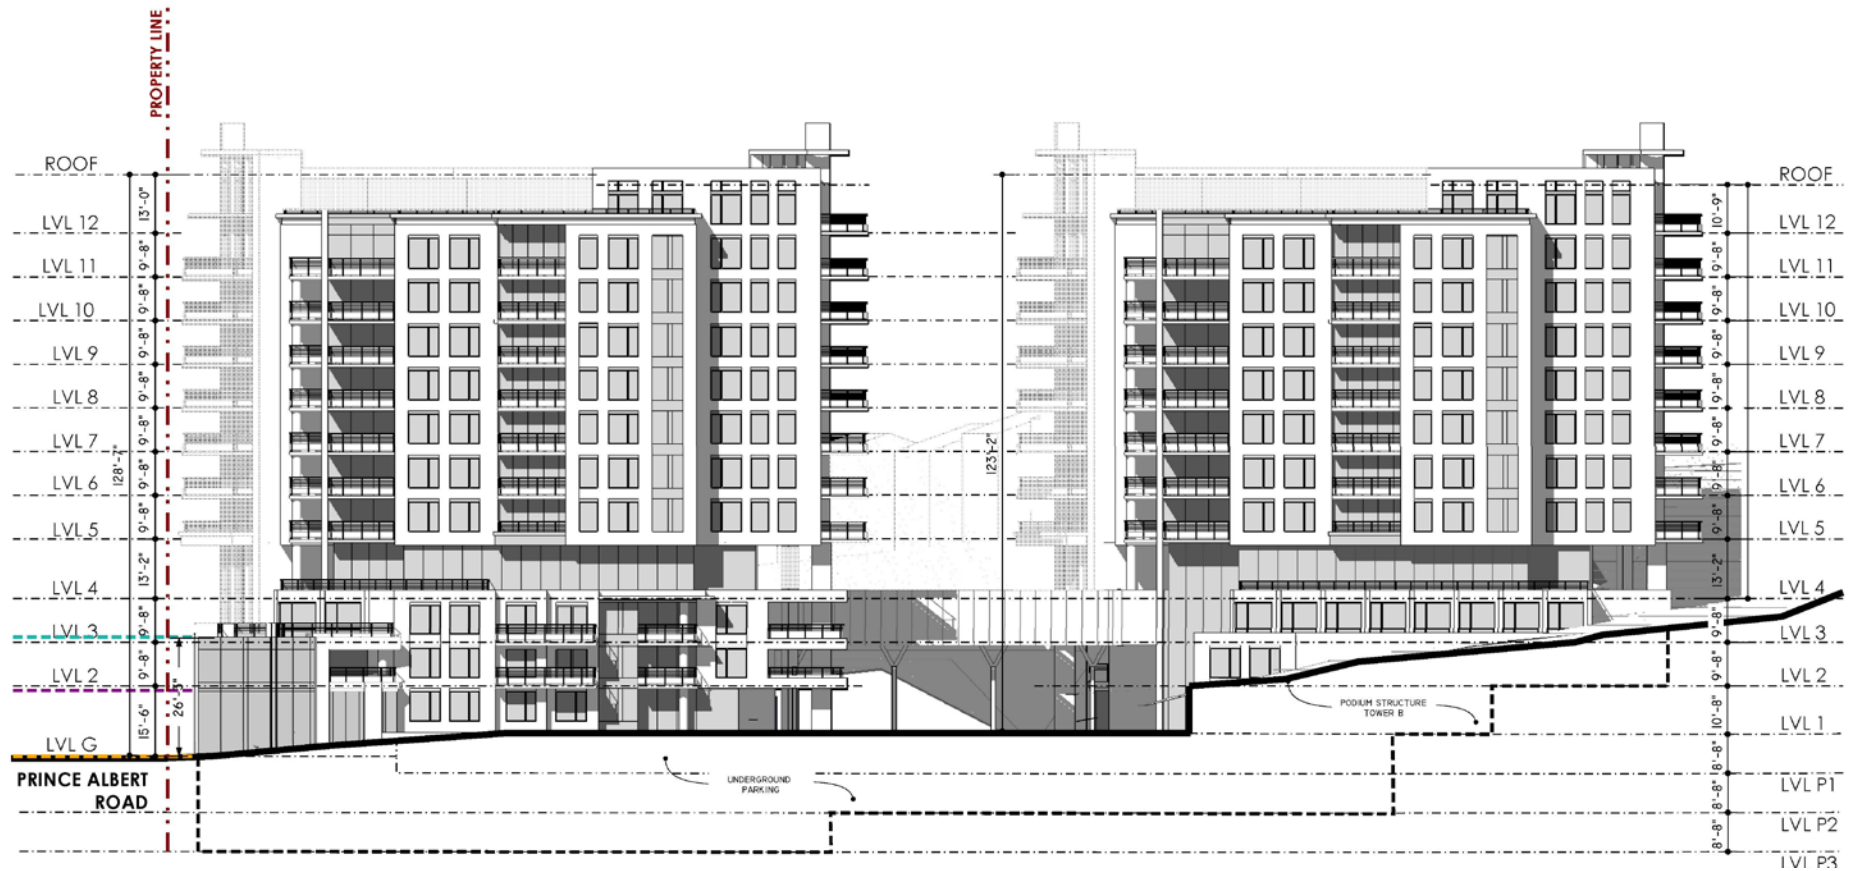 PROPERTY LINE
ROOF
LVL 12
LVL 11
LVL 10
LVL 9
LVL 8
LVL 7
LVL 6
LVL 5
LVL 4
LVL 3
LVL 2
LVL G
PRINCE ALBERT
ROAD
13'-0"
9'-8"
9'-8"
9'-8"
9'-8"
9'-8"
9'-8"
9'-8"
13'-2"
9'-8"
9'-8"
15'-6"
128'-7"
26'-3"
123'-2"
UNDERGROUND
PARKING
PODIUM STRUCTURE
TOWER B
10'-9"
9'-8"
9'-8"
9'-8"
9'-8"
9'-8"
9'-8"
9'-8"
13'-2"
9'-8"
9'-8"
10'-8"
8'-8"
8'-8"
8'-8"
ROOF
LVL 12
LVL 11
LVL 10
LVL 9
LVL 8
LVL 7
LVL 6
LVL 5
LVL 4
LVL 3
LVL 2
LVL 1
LVL P1
LVL P2
LVL P3